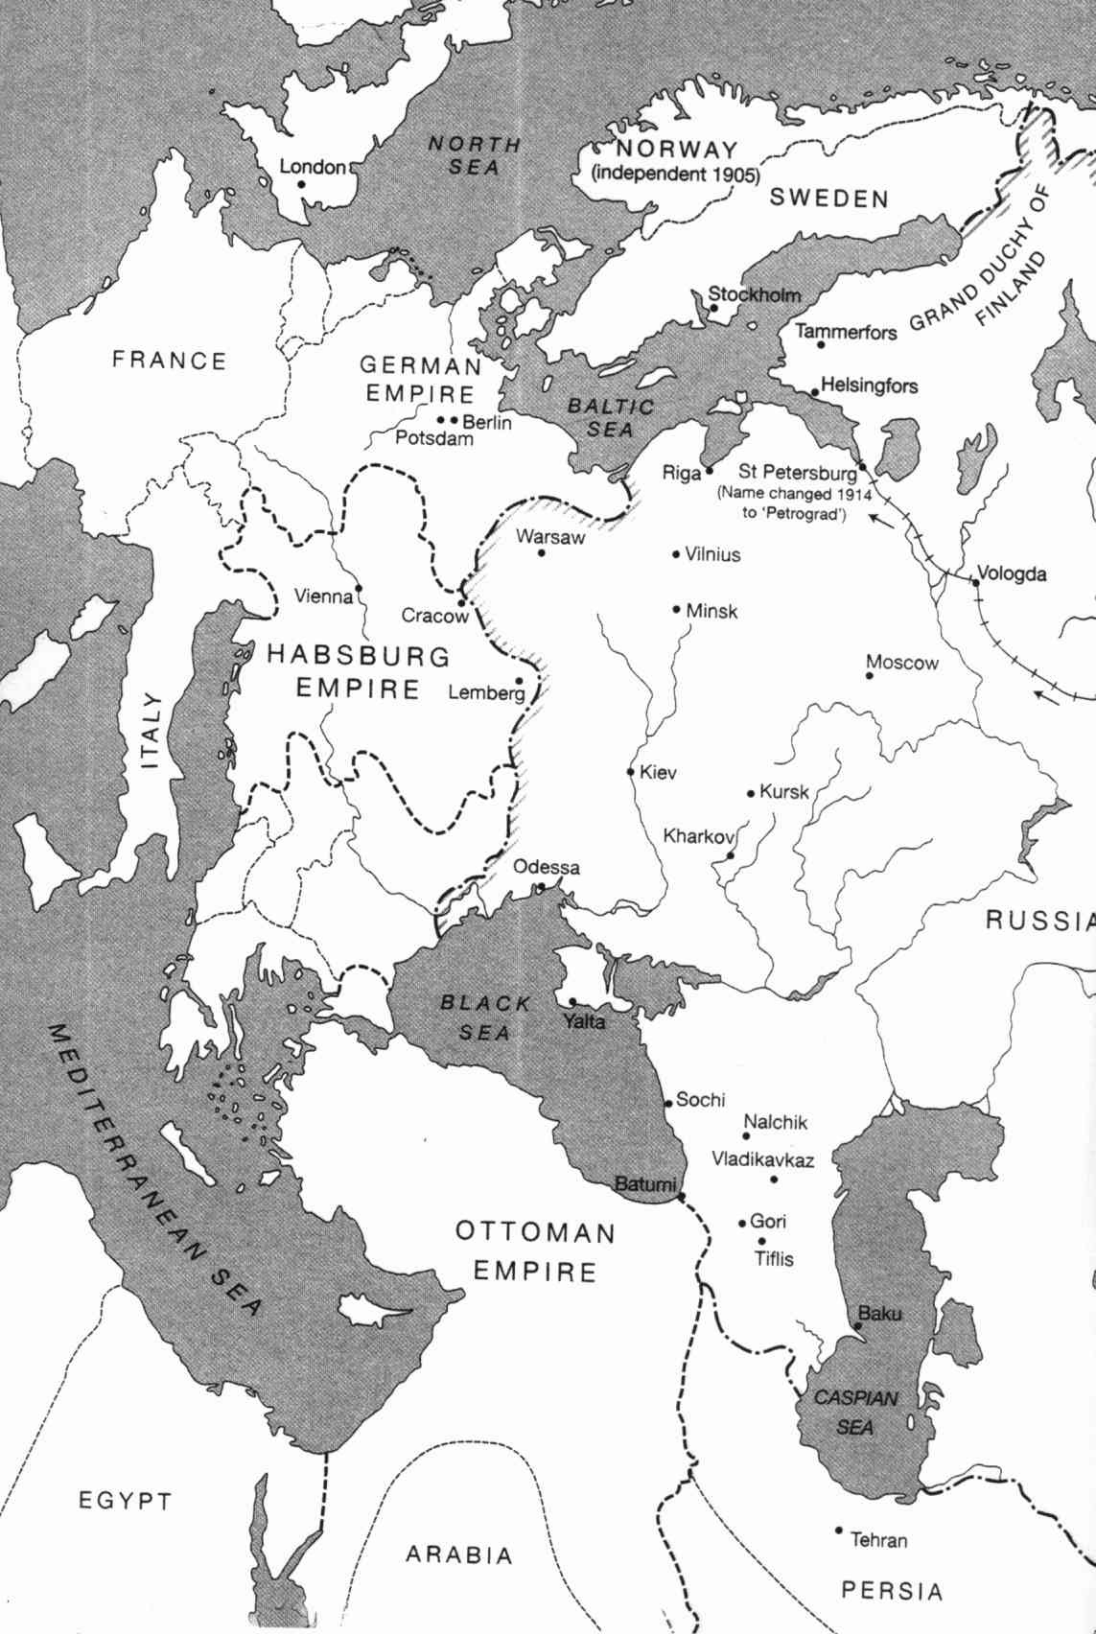 NORTH
SEA
London
NORWAY
(independent 1905)
SWEDEN
GRAND DUCHY OF
FINLAND
Stockholm
Tammerfors
FRANCE
GERMAN
EMPIRE
Helsingfors
BALTIC
SEA
Berlin
Potsdam
Riga
St Petersburg
(Name changed 1914
to 'Petrograd')
Warsaw
Vilnius
Vologda
Vienna
Cracow
Minsk
HABSBURG
EMPIRE
Moscow
Lemberg
ITALY
Kiev
Kursk
Kharkov
Odessa
RUSSIA
BLACK
SEA
Yalta
MEDITERRANEAN SEA
Sochi
Nalchik
Vladikavkaz
Batumi
Gori
Tiflis
OTTOMAN
EMPIRE
Baku
CASPIAN
SEA
EGYPT
ARABIA
Tehran
PERSIA